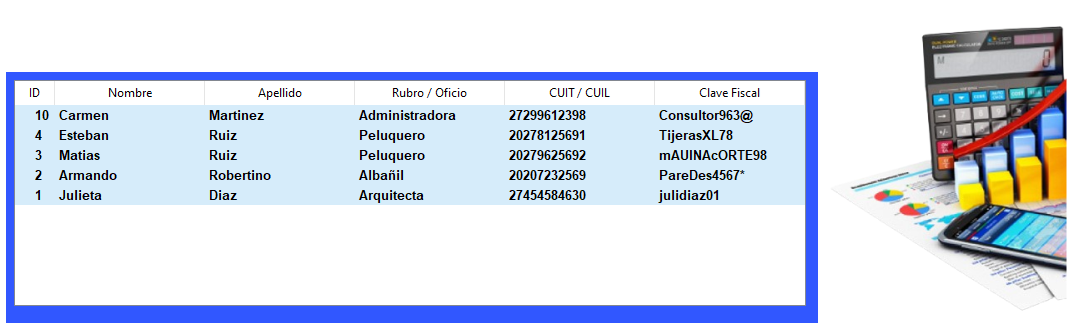 ID Nombre Apellido Rubro / Oficio CUIT / CUIL Clave Fiscal
10 Carmen Martinez Administradora 27299612398 Consultor963@
4 Esteban Ruiz Peluquero 20278125691 TijerasXL78
3 Matias Ruiz Peluquero 20279625692 mAUINAcORTE98
2 Armando Robertino Albañil 20207232569 PareDes4567*
1 Julieta Diaz Arquitecta 27454584630 julidiaz01